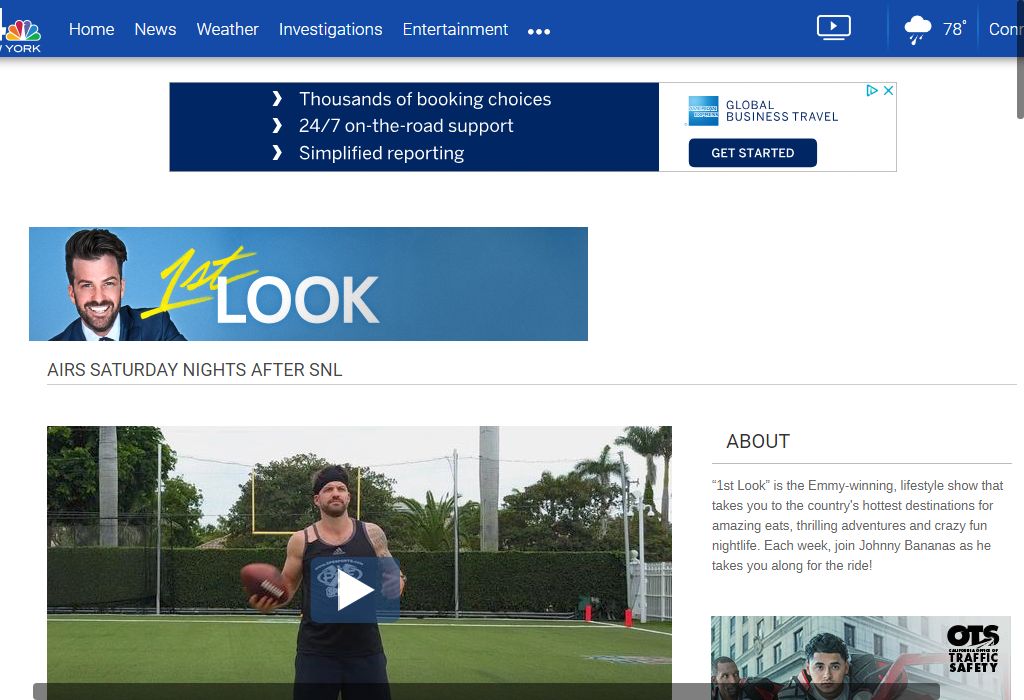 YORK
Home News Weather Investigations Entertainment
78°
Thousands of booking choices
24/7 on-the-road support
Simplified reporting
AMERICAN EXPRESS
GLOBAL
BUSINESS TRAVEL
GET STARTED
1st
LOOK
AIRS SATURDAY NIGHTS AFTER SNL
ABOUT
“1st Look” is the Emmy-winning, lifestyle show that
takes you to the country's hottest destinations for
amazing eats, thrilling adventures and crazy fun
nightlife. Each week, join Johnny Bananas as he
takes you along for the ride!
OTS
CALIFORNIA OFFICE OF
TRAFFIC
SAFETY